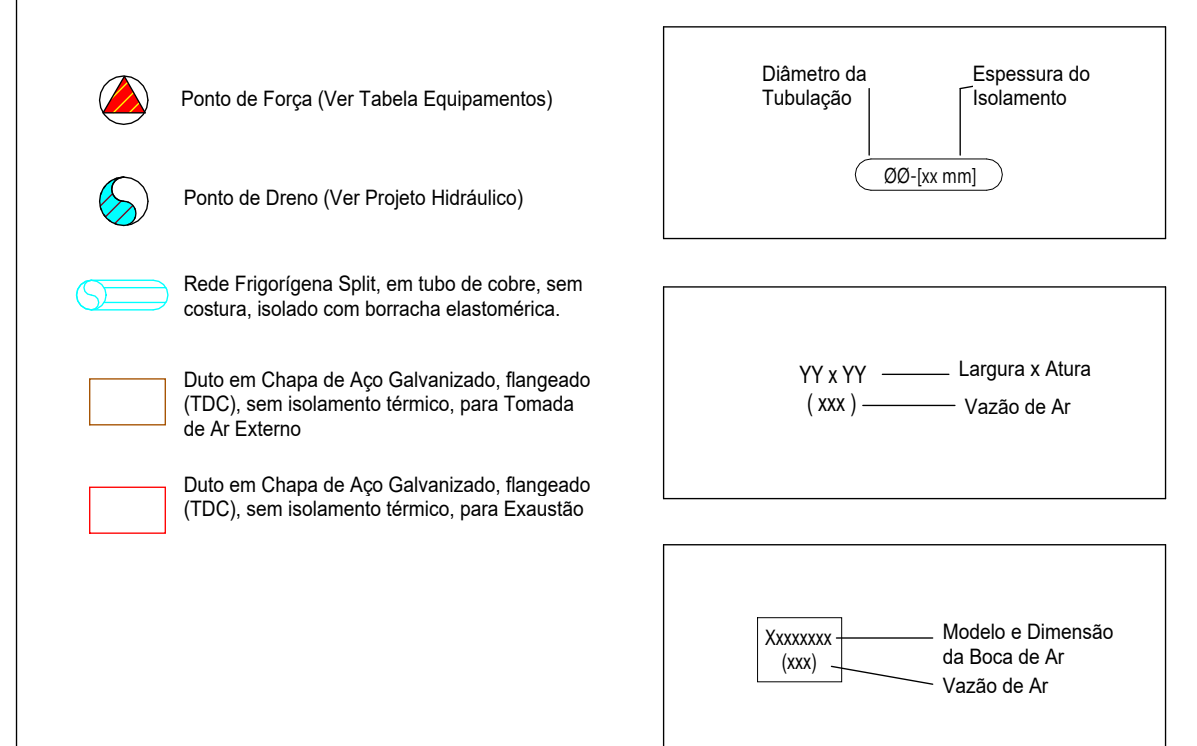 Ponto de Força (Ver Tabela Equipamentos)
Ponto de Dreno (Ver Projeto Hidráulico)
Rede Frigorígena Split, em tubo de cobre, sem
costura, isolado com borracha elastomérica.
Duto em Chapa de Aço Galvanizado, flangeado
(TDC), sem isolamento térmico, para Tomada
de Ar Externo
Duto em Chapa de Aço Galvanizado, flangeado
(TDC), sem isolamento térmico, para Exaustão
Diâmetro da
Tubulação
Espessura do
Isolamento
ØØ-[xx mm]
YY x YY
Largura x Atura
( xxx )
Vazão de Ar
Xxxxxxxx
(xxx)
Modelo e Dimensão
da Boca de Ar
Vazão de Ar